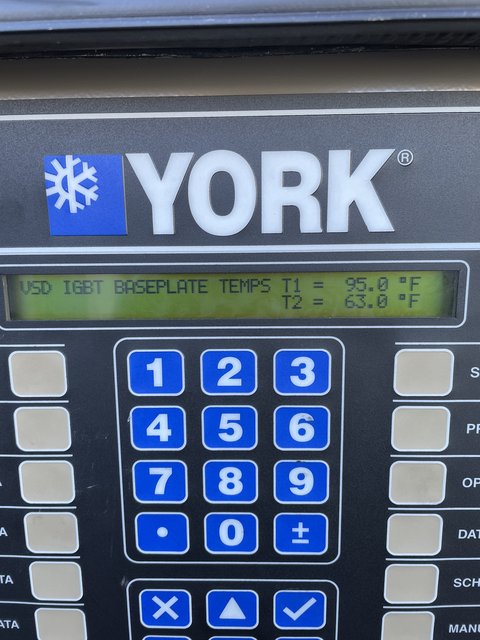 YORK®
VSD IGBT BASEPLATE TEMPS T1 = 95.0 °F
T2 = 63.0 °F
1 2 3
4 5 6
7 8 9
• 0 ±